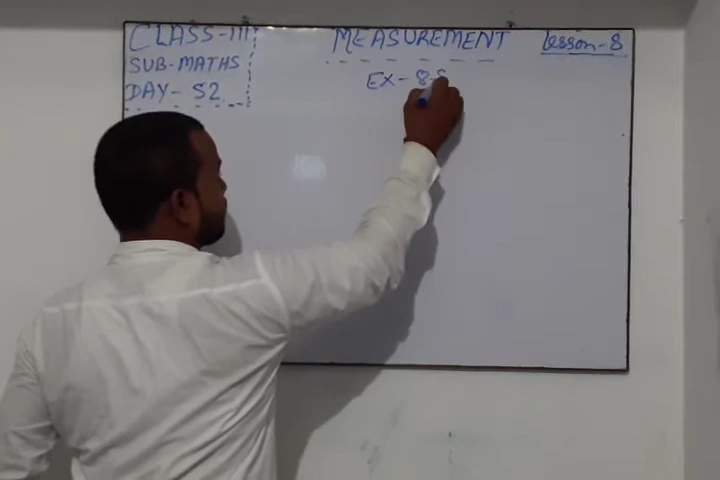 CLASS-III
SUB-MATHS
DAY- 52
MEASUREMENT
EX-8.
Lesson-8